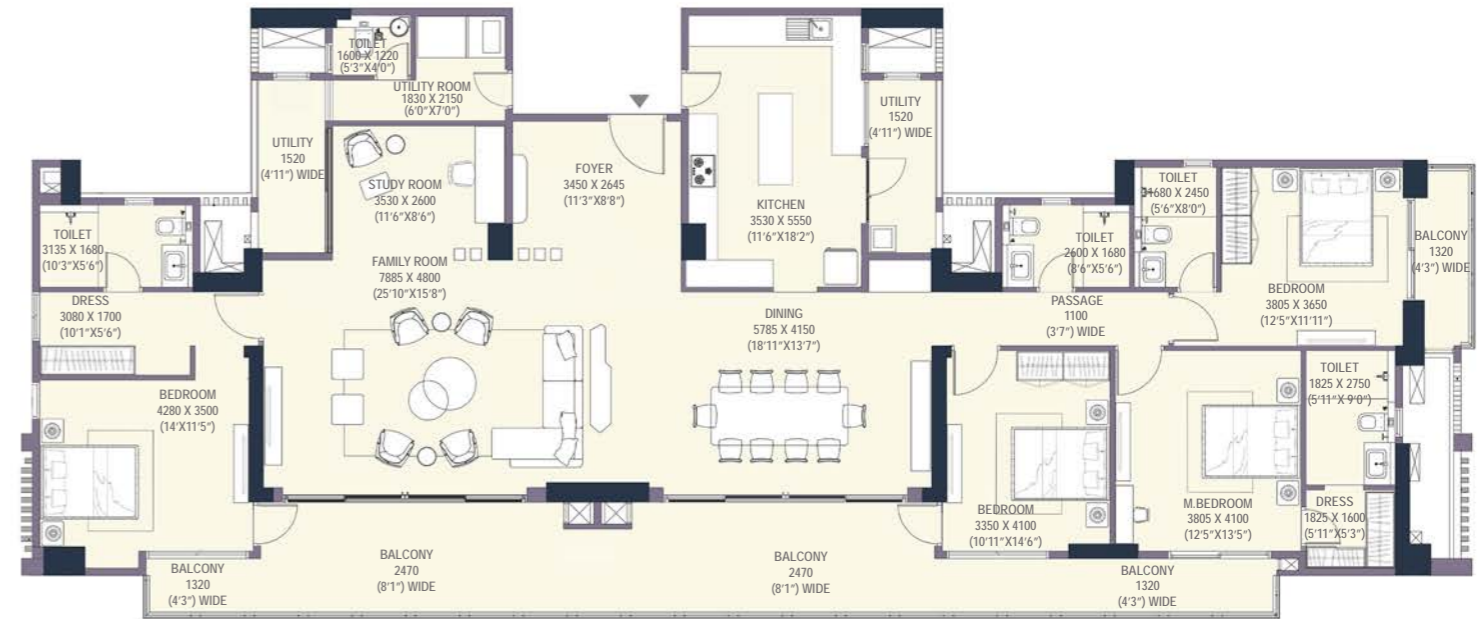 TOILET
1600 X 1220
(5'3"X4'0")
UTILITY ROOM
1830 X 2150
(6'0"X7'0")
UTILITY
1520
(4'11") WIDE
STUDY ROOM
3530 X 2600
(11'6"X8'6")
FOYER
3450 X 2645
(11'3"X8'8")
KITCHEN
3530 X 5550
(11'6"X18'2")
UTILITY
1520
(4'11") WIDE
TOILET
1680 X 2450
(5'6"X8'0")
TOILET
3135 X 1680
(10'3"X5'6")
FAMILY ROOM
7885 X 4800
(25'10"X15'8")
TOILET
2600 X 1680
(8'6"X5'6")
BEDROOM
3805 X 3650
(12'5"X11'11")
BALCONY
1320
(4'3") WIDE
DRESS
3080 X 1700
(10'1"X5'6")
DINING
5785 X 4150
(18'11"X13'7")
PASSAGE
1100
(3'7") WIDE
BEDROOM
4280 X 3500
(14'X11'5")
TOILET
1825 X 2750
(5'11"X 9'0")
BEDROOM
3350 X 4100
(10'11"X14'6")
M.BEDROOM
3805 X 4100
(12'5"X13'5")
DRESS
1825 X 1600
(5'11"X5'3")
BALCONY
1320
(4'3") WIDE
BALCONY
2470
(8'1") WIDE
BALCONY
2470
(8'1") WIDE
BALCONY
1320
(4'3") WIDE